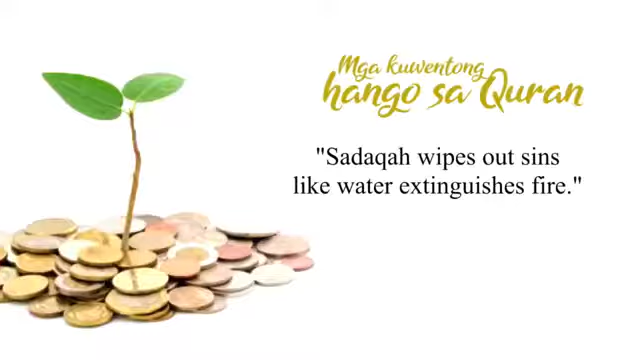 Mga kuwentong
hango sa Quran
"Sadaqah wipes out sins
like water extinguishes fire."